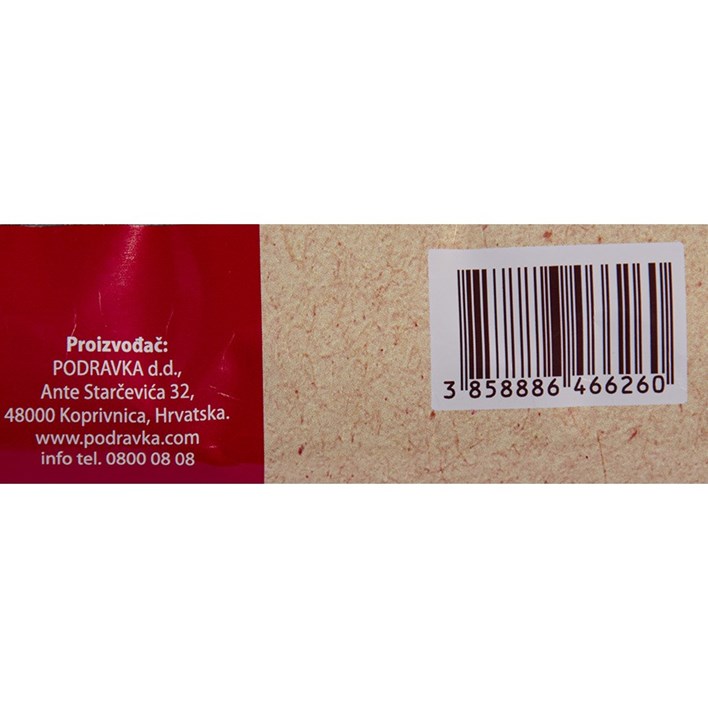 Proizvođač:
PODRAVKA d.d.,
Ante Starčevića 32,
48000 Koprivnica, Hrvatska.
www.podravka.com
info tel. 0800 08 08
3 858886 466260